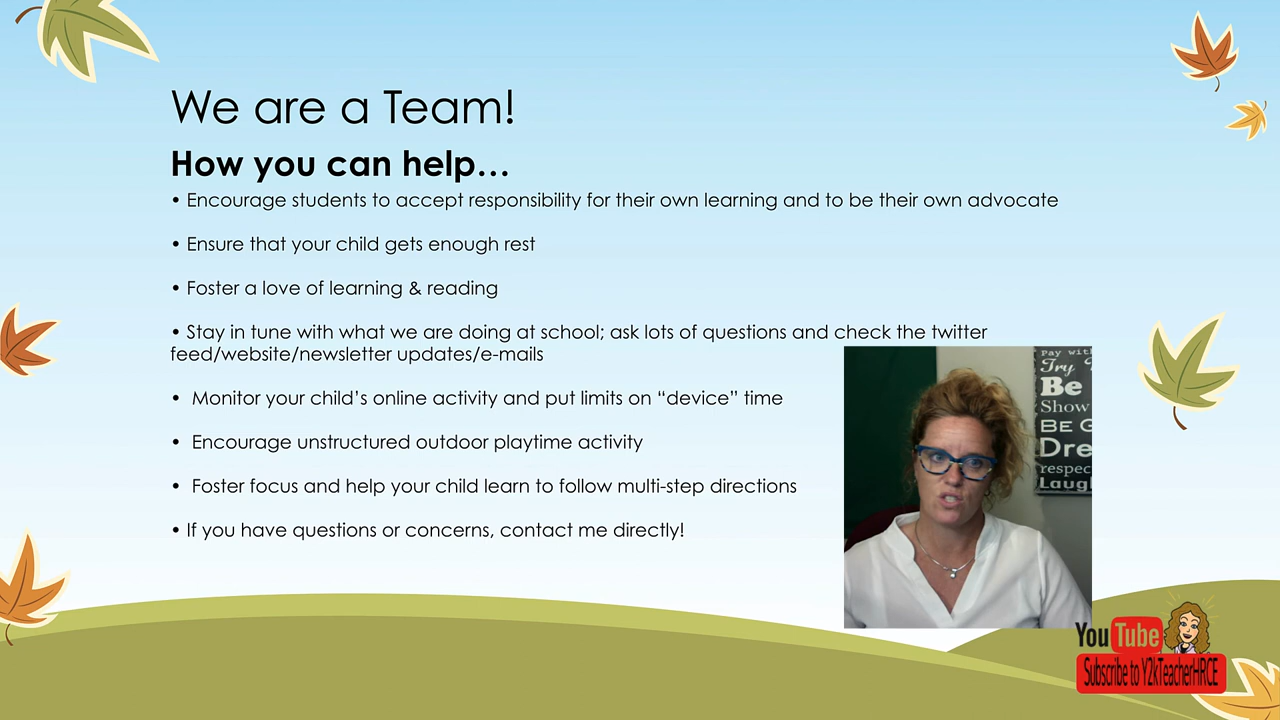 We are a Team!
How you can help…
• Encourage students to accept responsibility for their own learning and to be their own advocate
• Ensure that your child gets enough rest
• Foster a love of learning & reading
• Stay in tune with what we are doing at school; ask lots of questions and check the twitter
feed/website/newsletter updates/e-mails
• Monitor your child’s online activity and put limits on “device” time
• Encourage unstructured outdoor playtime activity
• Foster focus and help your child learn to follow multi-step directions
• If you have questions or concerns, contact me directly!
Pay with
Try
Be
Show
BE G
Dre
respec
Laugh
YouTube
Subscribe to Y2kTeacherHRCE